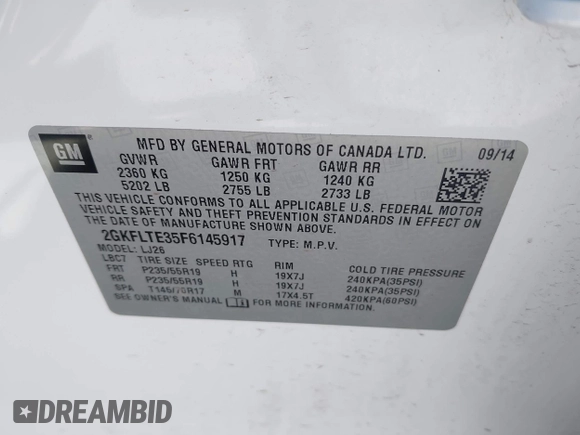 GM
MFD BY GENERAL MOTORS OF CANADA LTD. 09/14
GVWR GAWR FRT GAWR RR
2360 KG 1250 KG 1240 KG
5202 LB 2755 LB 2733 LB
THIS VEHICLE CONFORMS TO ALL APPLICABLE U.S. FEDERAL MOTOR
VEHICLE SAFETY AND THEFT PREVENTION STANDARDS IN EFFECT
ON THE DATE OF MANUFACTURE SHOWN ABOVE.
2GKFLTE35F6145917 TYPE: M.P.V.
MODEL: LJ26
LBC7 TIRE SIZE SPEED RTG RIM COLD TIRE PRESSURE
FRT P235/55R19 H 19X7J 240KPA(35PSI)
RR P235/55R19 H 19X7J 240KPA(35PSI)
SPA T145/70R17 M 17X4.5T 420KPA(60PSI)
SEE OWNER'S MANUAL i FOR MORE INFORMATION.
DREAMBID